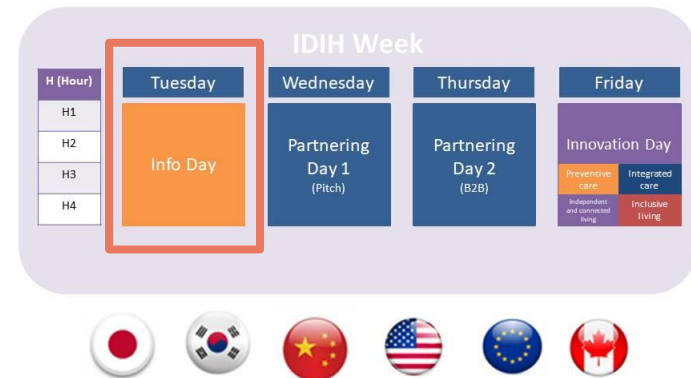 IDIH Week
H (Hour)
Tuesday
Wednesday
Thursday
Friday
H1
H2
H3
H4
Info Day
Partnering
Day 1
(Pitch)
Partnering
Day 2
(B2B)
Innovation Day
Preventive
care
Integrated
care
Independent
and connected
living
Inclusive
living